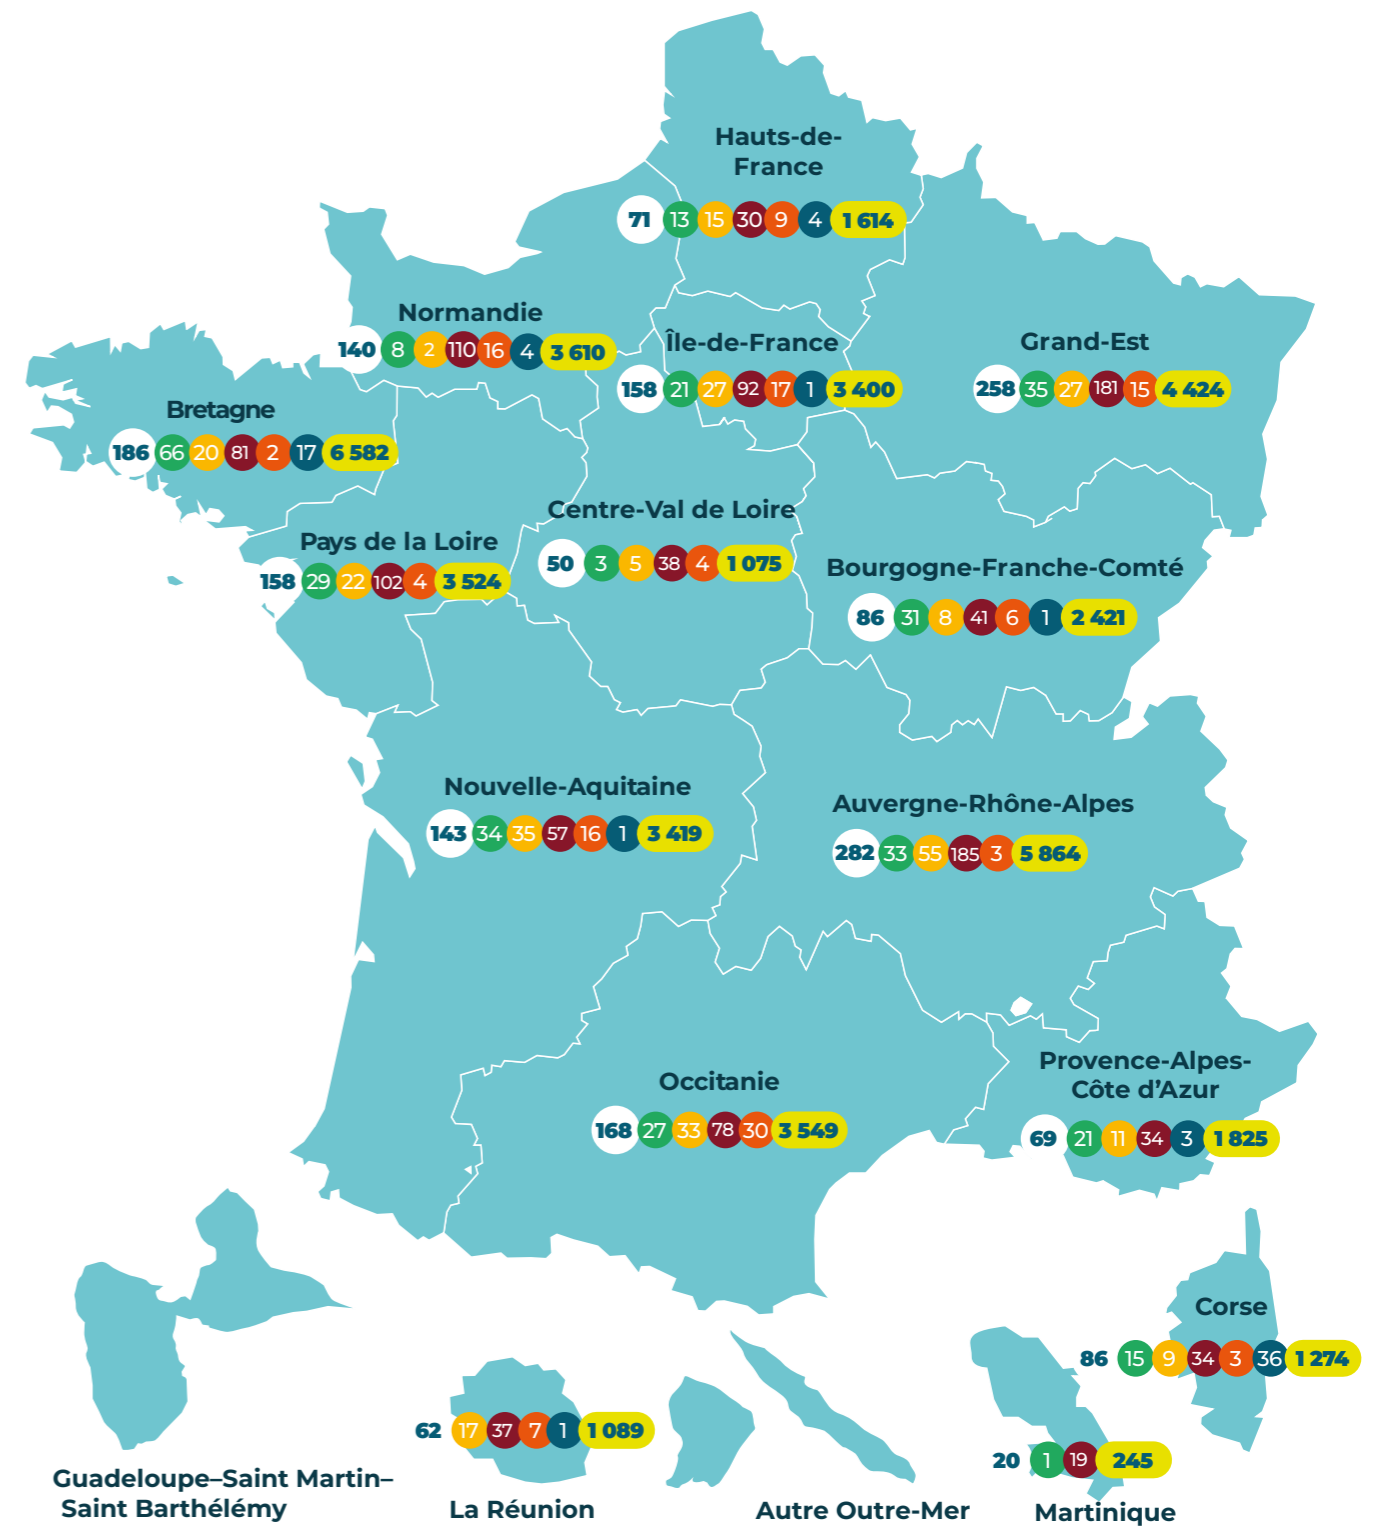 Hauts-de-
France
71 13 15 30 9 4 1 614
Normandie
140 8 2 110 16 4 3 610
Île-de-France
158 21 27 92 17 1 3 400
Grand-Est
258 35 27 181 15 4 424
Bretagne
186 66 20 81 2 17 6 582
Centre-Val de Loire
50 3 5 38 4 1 075
Pays de la Loire
158 29 22 102 4 3 524
Bourgogne-Franche-Comté
86 31 8 41 6 1 2 421
Nouvelle-Aquitaine
143 34 35 57 16 1 3 419
Auvergne-Rhône-Alpes
282 33 55 185 3 5 864
Occitanie
168 27 33 78 30 3 549
Provence-Alpes-
Côte d’Azur
69 21 11 34 3 1 825
Corse
86 15 9 34 3 36 1 274
62 17 37 7 1 1 089
20 1 19 245
Guadeloupe–Saint Martin–
Saint Barthélémy
La Réunion
Autre Outre-Mer
Martinique